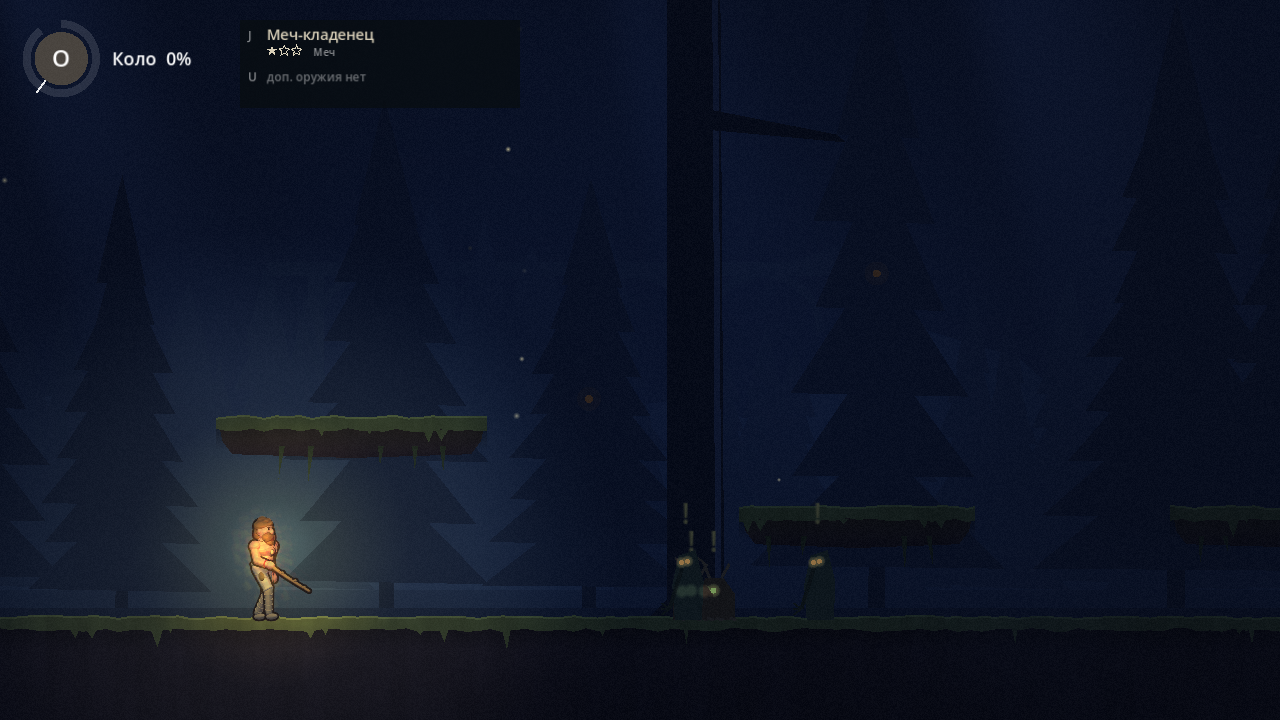 О
Коло 0%
J Меч-кладенец
Меч
U доп. оружия нет